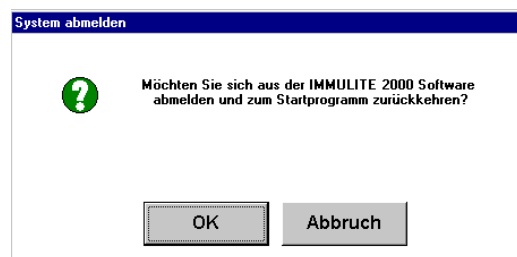 System abmelden
Möchten Sie sich aus der IMMULITE 2000 Software
abmelden und zum Startprogramm zurückkehren?
OK
Abbruch